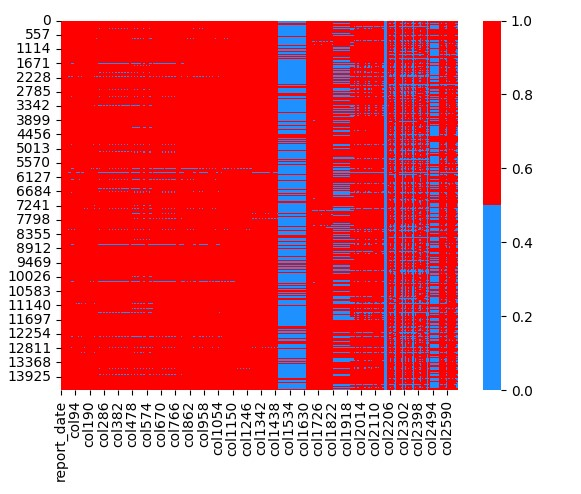 0
557
1114
1671
2228
2785
3342
3899
4456
5013
5570
6127
6684
7241
7798
8355
8912
9469
10026
10583
11140
11697
12254
12811
13368
13925
1.0
0.8
0.6
0.4
0.2
0.0
report_date
col94
col190
col286
col382
col478
col574
col670
col766
col862
col958
col1054
col1150
col1246
col1342
col1438
col1534
col1630
col1726
col1822
col1918
col2014
col2110
col2206
col2302
col2398
col2494
col2590